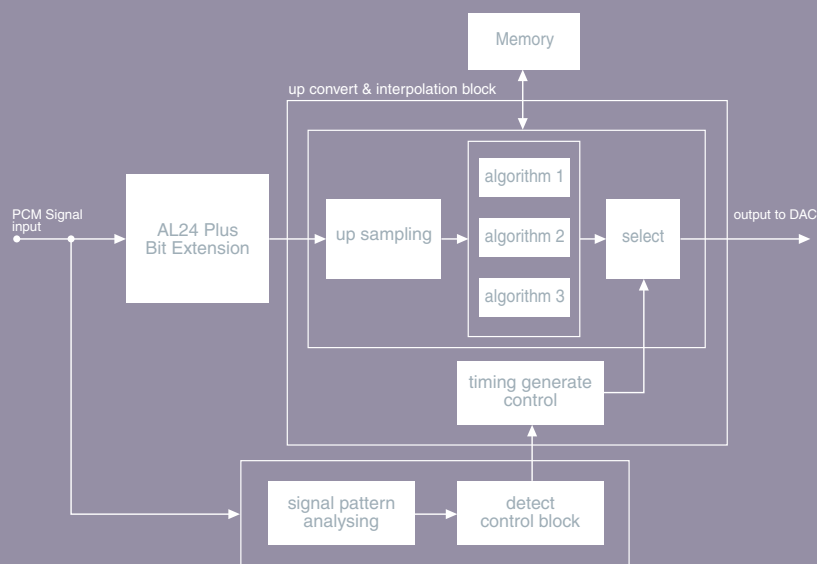 Memory
up convert & interpolation block
algorithm 1
PCM Signal
input
AL24 Plus
Bit Extension
up sampling
algorithm 2
select
output to DAC
algorithm 3
timing generate
control
signal pattern
analysing
detect
control block